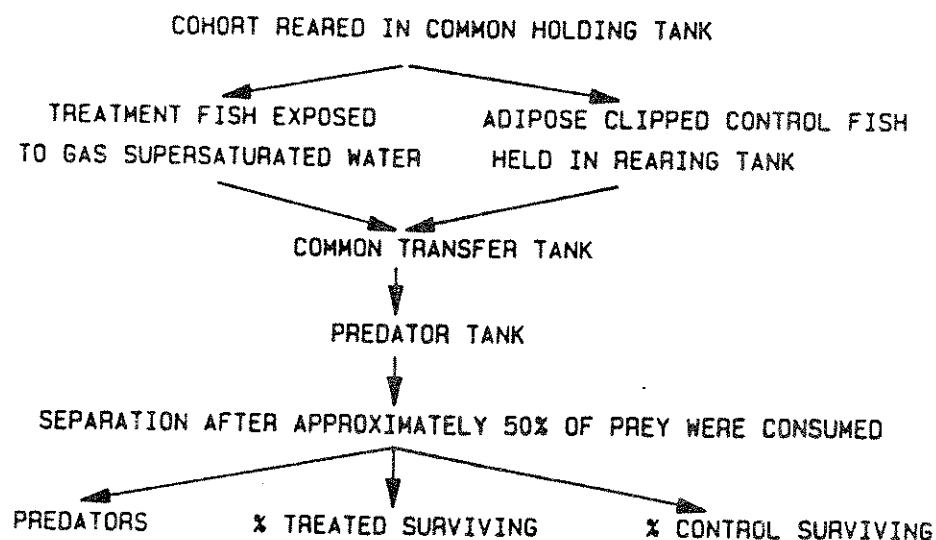 COHORT REARED IN COMMON HOLDING TANK
TREATMENT FISH EXPOSED
TO GAS SUPERSATURATED WATER
ADIPOSE CLIPPED CONTROL FISH
HELD IN REARING TANK
COMMON TRANSFER TANK
PREDATOR TANK
SEPARATION AFTER APPROXIMATELY 50% OF PREY WERE CONSUMED
PREDATORS
% TREATED SURVIVING
% CONTROL SURVIVING